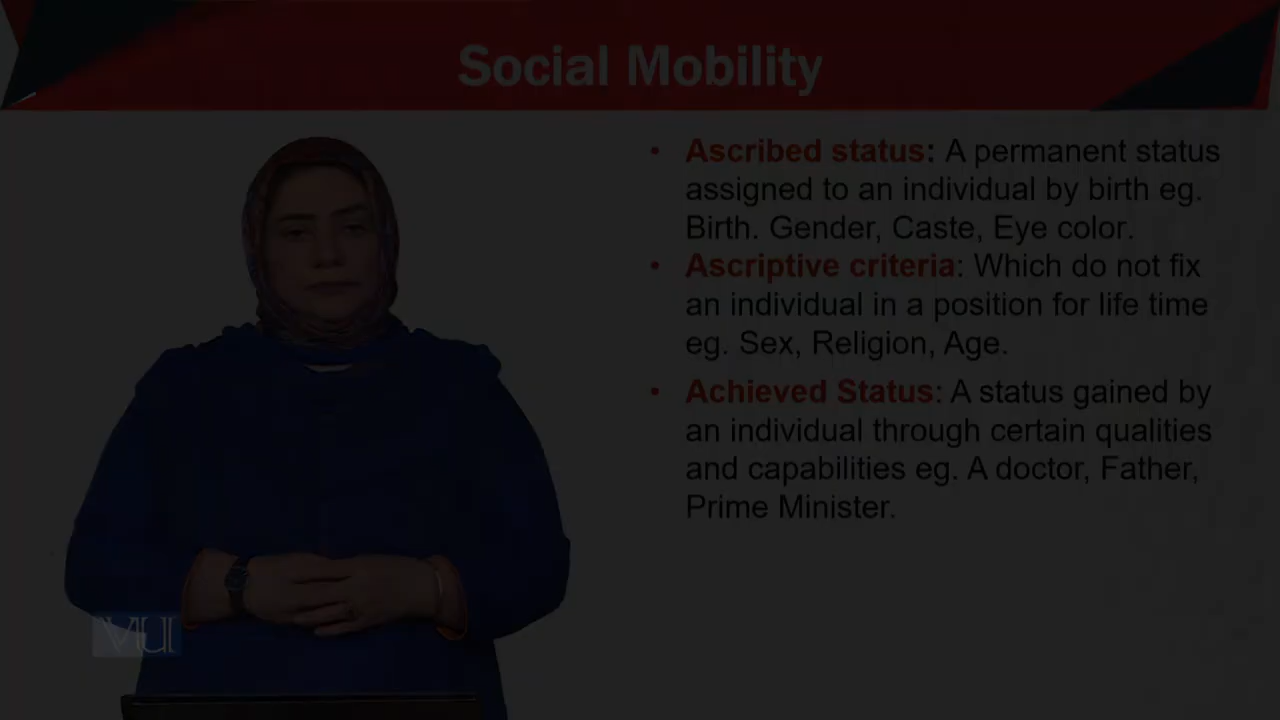 Social Mobility
• Ascribed status: A permanent status
assigned to an individual by birth eg.
Birth. Gender, Caste, Eye color.
• Ascriptive criteria: Which do not fix
an individual in a position for life time
eg. Sex, Religion, Age.
• Achieved Status: A status gained by
an individual through certain qualities
and capabilities eg. A doctor, Father,
Prime Minister.
VU